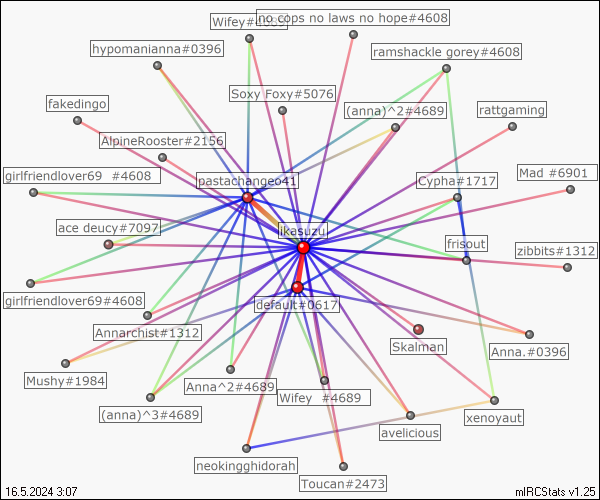 Wifey#4689
no cops no laws no hope#4608
hypomanianna#0396
ramshackle gorey#4608
fakedingo
Soxy Foxy#5076
(anna)^2#4689
rattgaming
AlpineRooster#2156
girlfriendlover69 #4608
pastachangeo41
Cypha#1717
Mad #6901
ace deucy#7097
ikasuzu
frisout
zibbits#1312
girlfriendlover69#4608
default#0617
Annarchist#1312
Skalman
Anna.#0396
Mushy#1984
Anna^2#4689
Wifey #4689
(anna)^3#4689
xenoyaut
avelicious
neokingghidorah
Toucan#2473
16.5.2024 3:07
mIRCStats v1.25